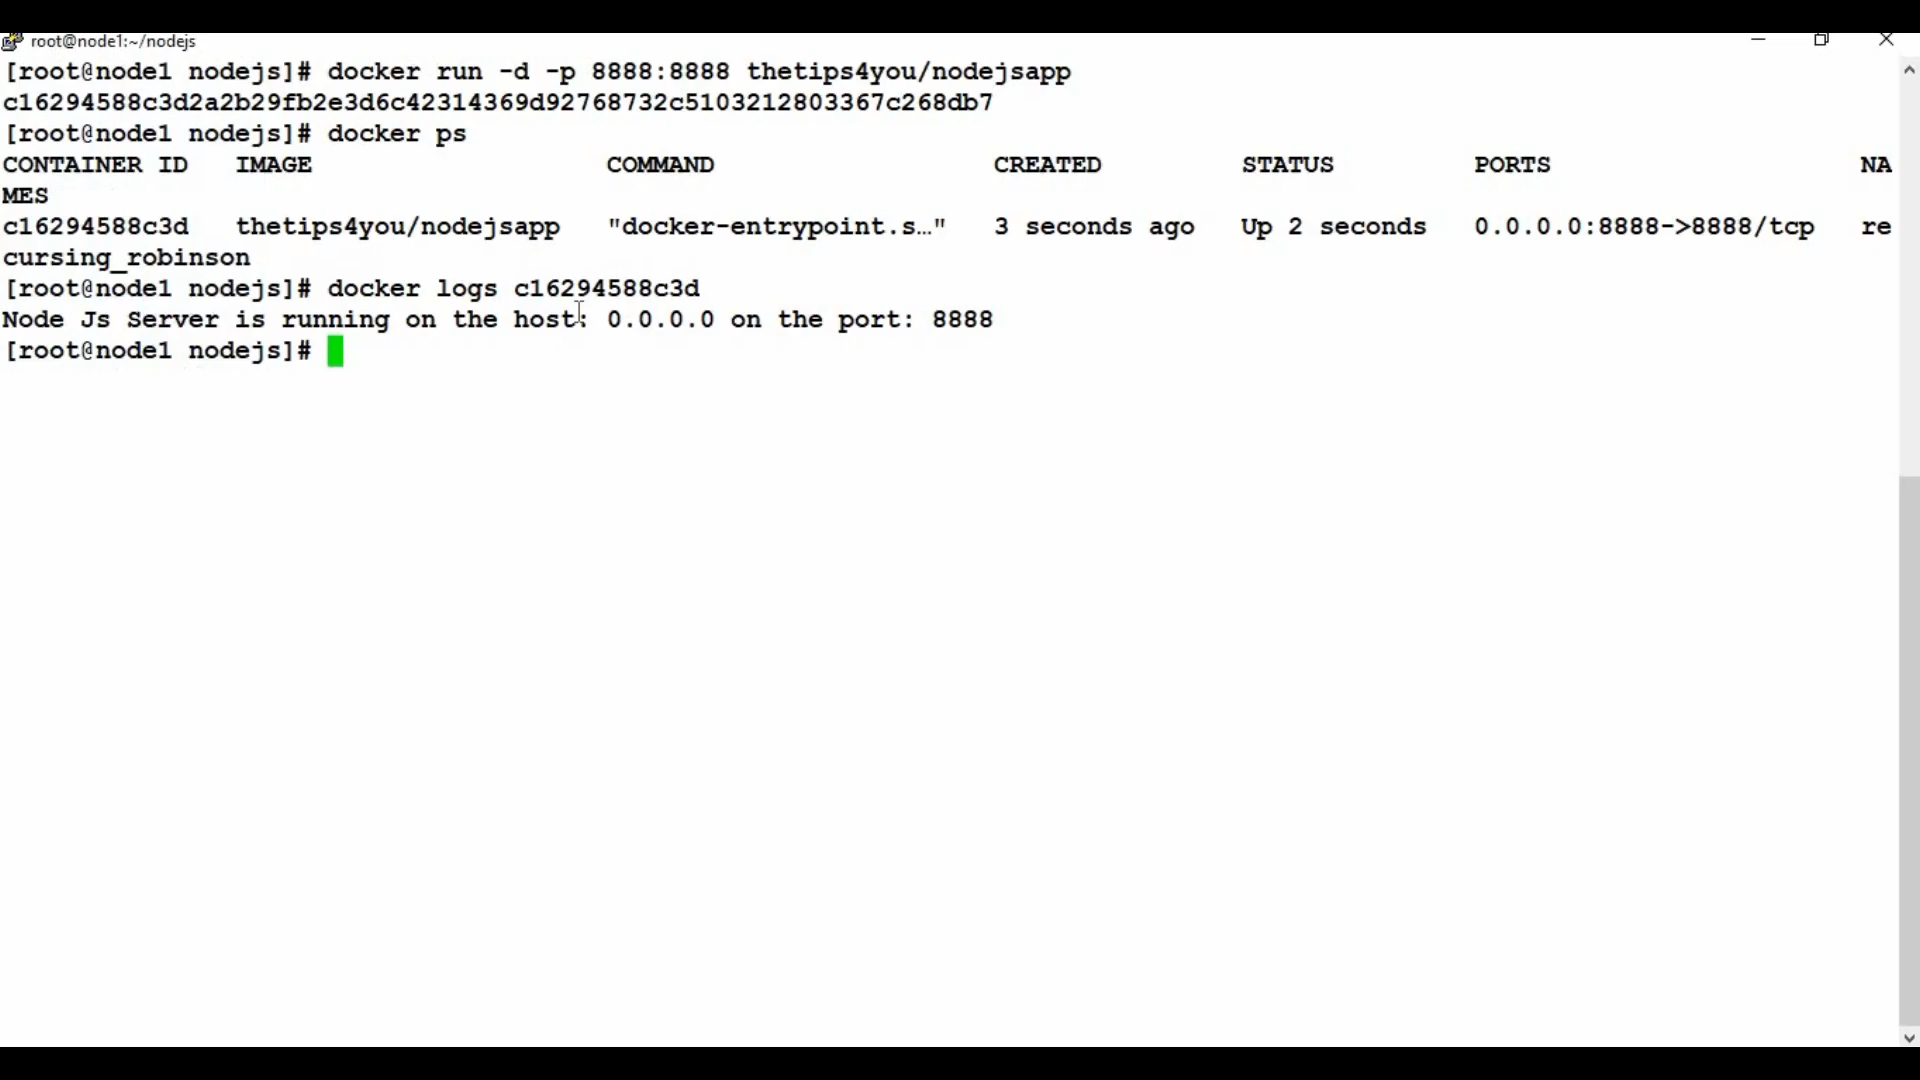 root@node1:~/nodejs
[root@node1 nodejs]# docker run -d -p 8888:8888 thetips4you/nodejsapp
c16294588c3d2a2b29fb2e3d6c42314369d92768732c5103212803367c268db7
[root@node1 nodejs]# docker ps
CONTAINER ID   IMAGE                   COMMAND                  CREATED         STATUS         PORTS                    NA
MES
c16294588c3d   thetips4you/nodejsapp   "docker-entrypoint.s…"   3 seconds ago   Up 2 seconds   0.0.0.0:8888->8888/tcp   re
cursing_robinson
[root@node1 nodejs]# docker logs c16294588c3d
Node Js Server is running on the host: 0.0.0.0 on the port: 8888
[root@node1 nodejs]#